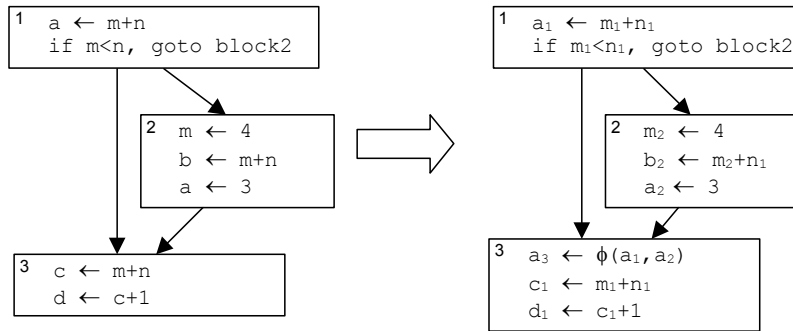 1 a ← m+n
if m<n, goto block2
2 m ← 4
b ← m+n
a ← 3
3 c ← m+n
d ← c+1
1 a₁ ← m₁+n₁
if m₁<n₁, goto block2
2 m₂ ← 4
b₂ ← m₂+n₁
a₂ ← 3
3 a₃ ← ϕ(a₁,a₂)
c₁ ← m₁+n₁
d₁ ← c₁+1